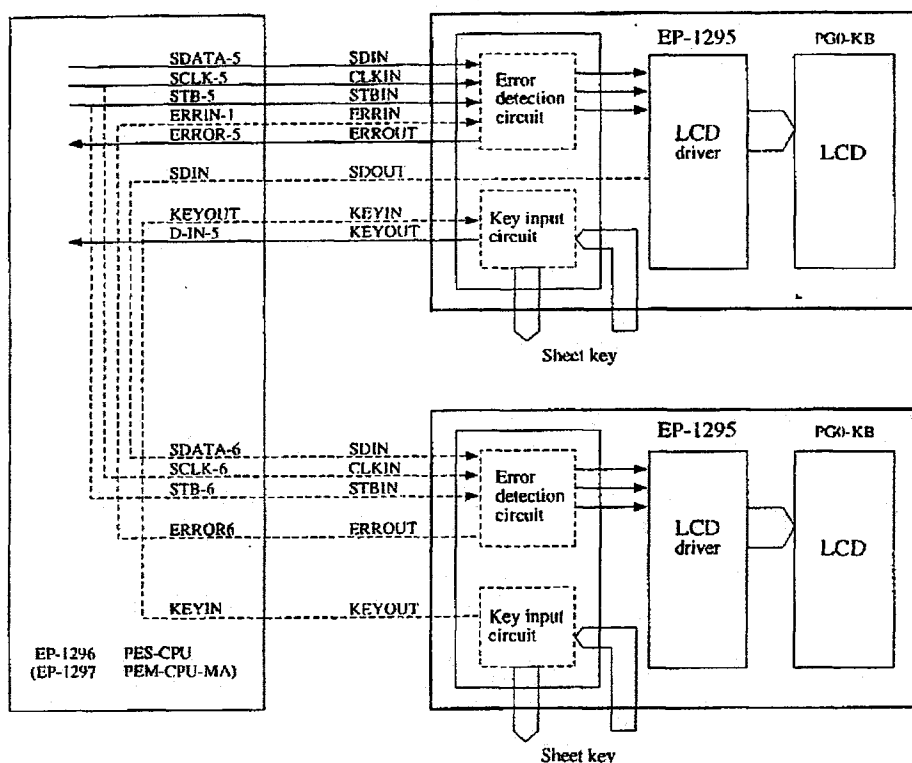 EP-1295 PG0-KB
SDATA-5 SDIN
SCLK-5 CLKIN
STB-5 STBIN
ERRIN-1 ERRIN
ERROR-5 ERROUT
Error
detection
circuit
LCD
driver
LCD
SDIN SDOUT
KEYOUT KEYIN
D-IN-5 KEYOUT
Key input
circuit
Sheet key
EP-1295 PG0-KB
SDATA-6 SDIN
SCLK-6 CLKIN
STB-6 STBIN
ERROR6 ERROUT
Error
detection
circuit
LCD
driver
LCD
KEYIN KEYOUT
Key input
circuit
EP-1296 PES-CPU
(EP-1297 PEM-CPU-MA)
Sheet key